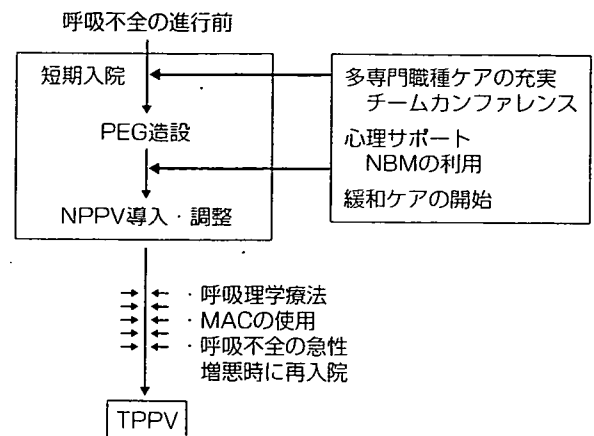 呼吸不全の進行前
短期入院
PEG造設
NPPV導入・調整
多専門職種ケアの充実
チームカンファレンス
心理サポート
NBMの利用
緩和ケアの開始
・呼吸理学療法
・MACの使用
・呼吸不全の急性
増悪時に再入院
TPPV